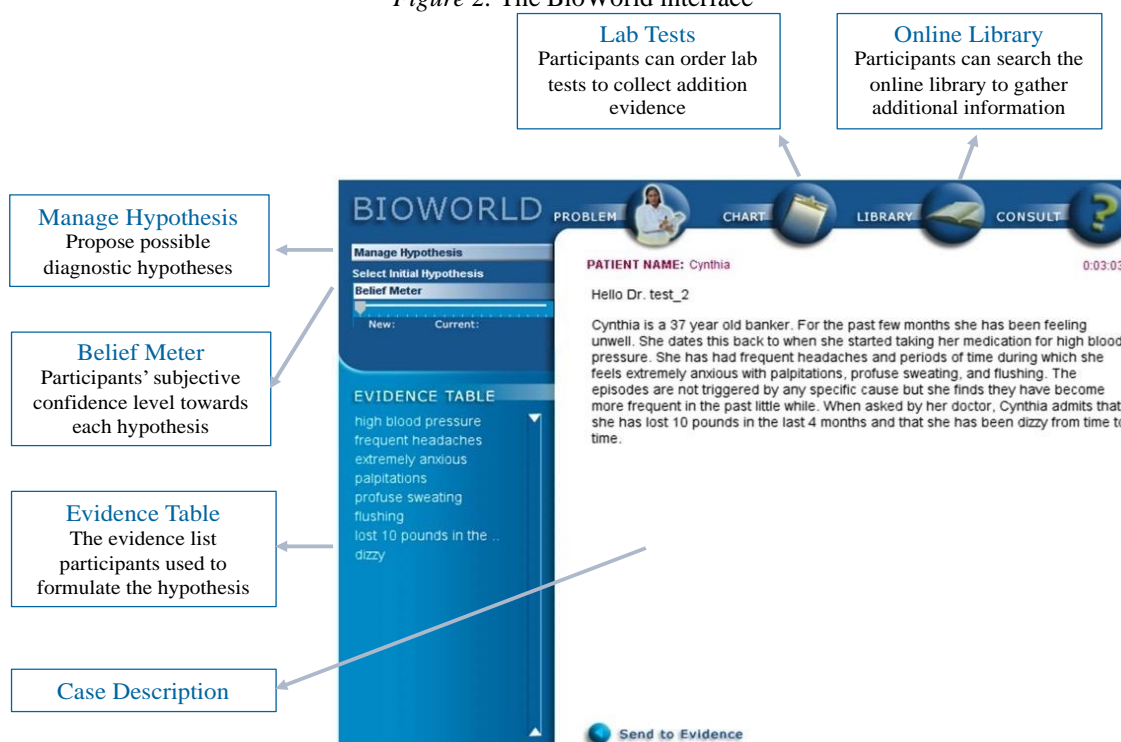 Figure 2. The BioWorld interface
Lab Tests
Participants can order lab
tests to collect addition
evidence
Online Library
Participants can search the
online library to gather
additional information
Manage Hypothesis
Propose possible
diagnostic hypotheses
Belief Meter
Participants' subjective
confidence level towards
each hypothesis
Evidence Table
The evidence list
participants used to
formulate the hypothesis
Case Description
BIOWORLD
PROBLEM
CHART
LIBRARY
CONSULT
?
Manage Hypothesis
Select Initial Hypothesis
Belief Meter
New: Current:
EVIDENCE TABLE
high blood pressure
frequent headaches
extremely anxious
palpitations
profuse sweating
flushing
lost 10 pounds in the ..
dizzy
PATIENT NAME: Cynthia
0:03:03
Hello Dr. test_2
Cynthia is a 37 year old banker. For the past few months she has been feeling
unwell. She dates this back to when she started taking her medication for high blood
pressure. She has had frequent headaches and periods of time during which she
feels extremely anxious with palpitations, profuse sweating, and flushing. The
episodes are not triggered by any specific cause but she finds they have become
more frequent in the past little while. When asked by her doctor, Cynthia admits that
she has lost 10 pounds in the last 4 months and that she has been dizzy from time to
time.
Send to Evidence